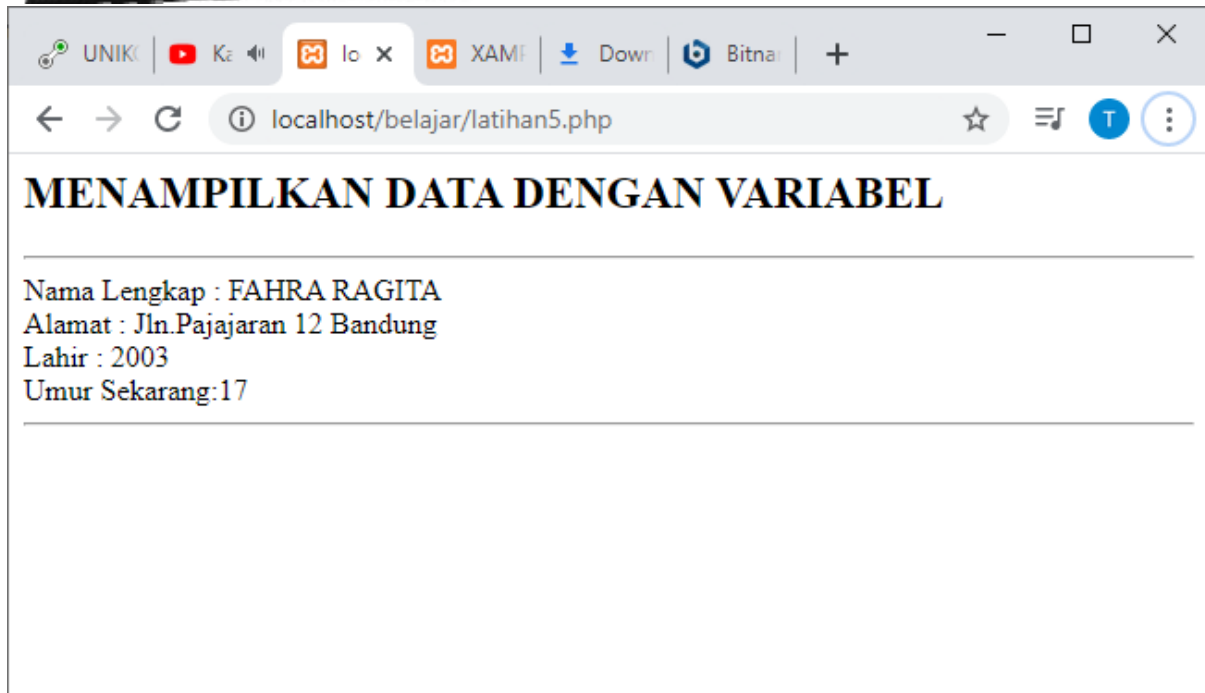 UNIK
Ka
lo
XAMP
Down
Bitnar
localhost/belajar/latihan5.php
T
MENAMPILKAN DATA DENGAN VARIABEL
Nama Lengkap : FAHRA RAGITA
Alamat : Jln.Pajajaran 12 Bandung
Lahir : 2003
Umur Sekarang:17